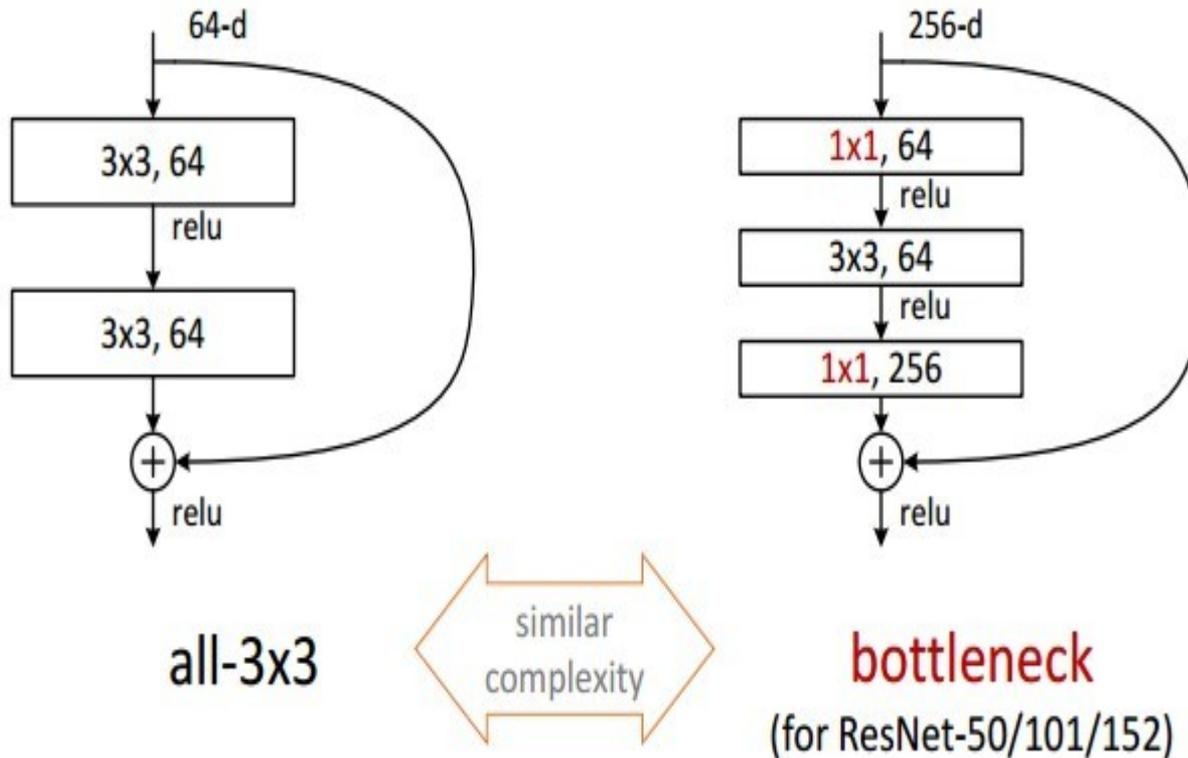 64-d
3x3, 64
relu
3x3, 64
+
relu
all-3x3
similar
complexity
256-d
1x1, 64
relu
3x3, 64
relu
1x1, 256
+
relu
bottleneck
(for ResNet-50/101/152)